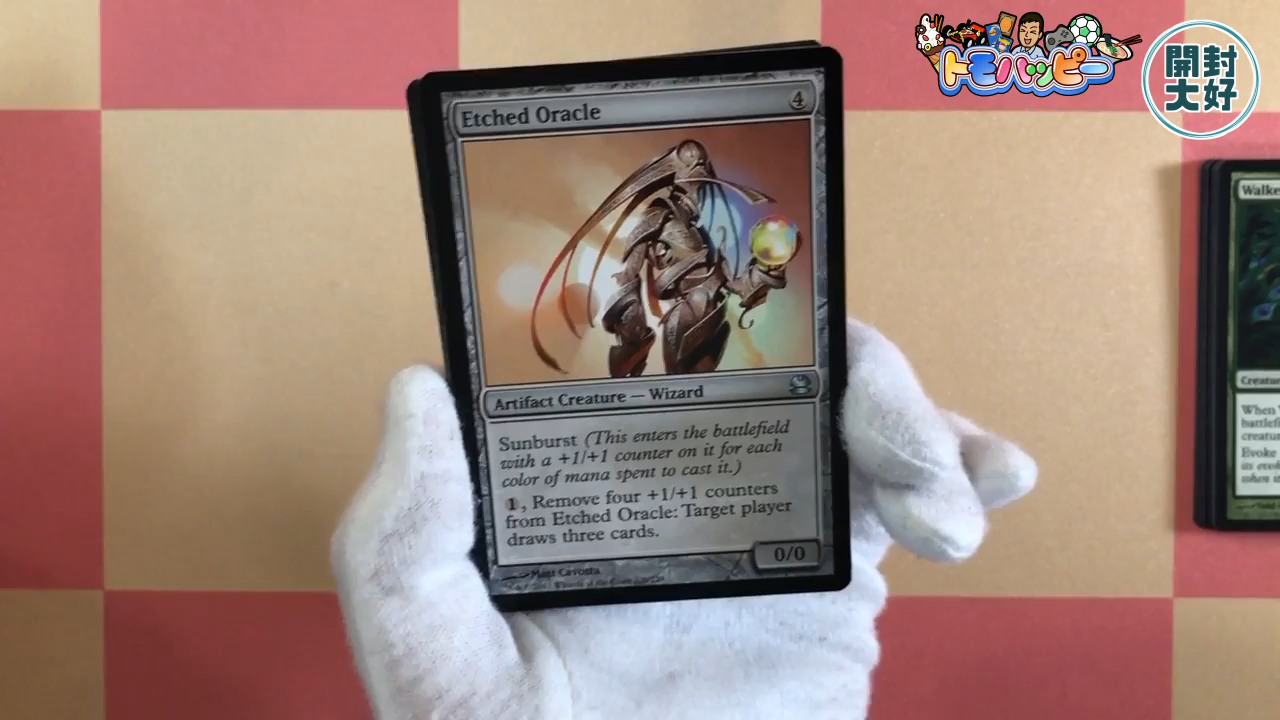 トモハッピー
開封
大好
Etched Oracle
4
Artifact Creature — Wizard
Sunburst (This enters the battlefield
with a +1/+1 counter on it for each
color of mana spent to cast it.)
1, Remove four +1/+1 counters
from Etched Oracle: Target player
draws three cards.
0/0
Matt Cavotta
Walke
Creatu
When
battlefi
creatur
Evoke
its evo
when it